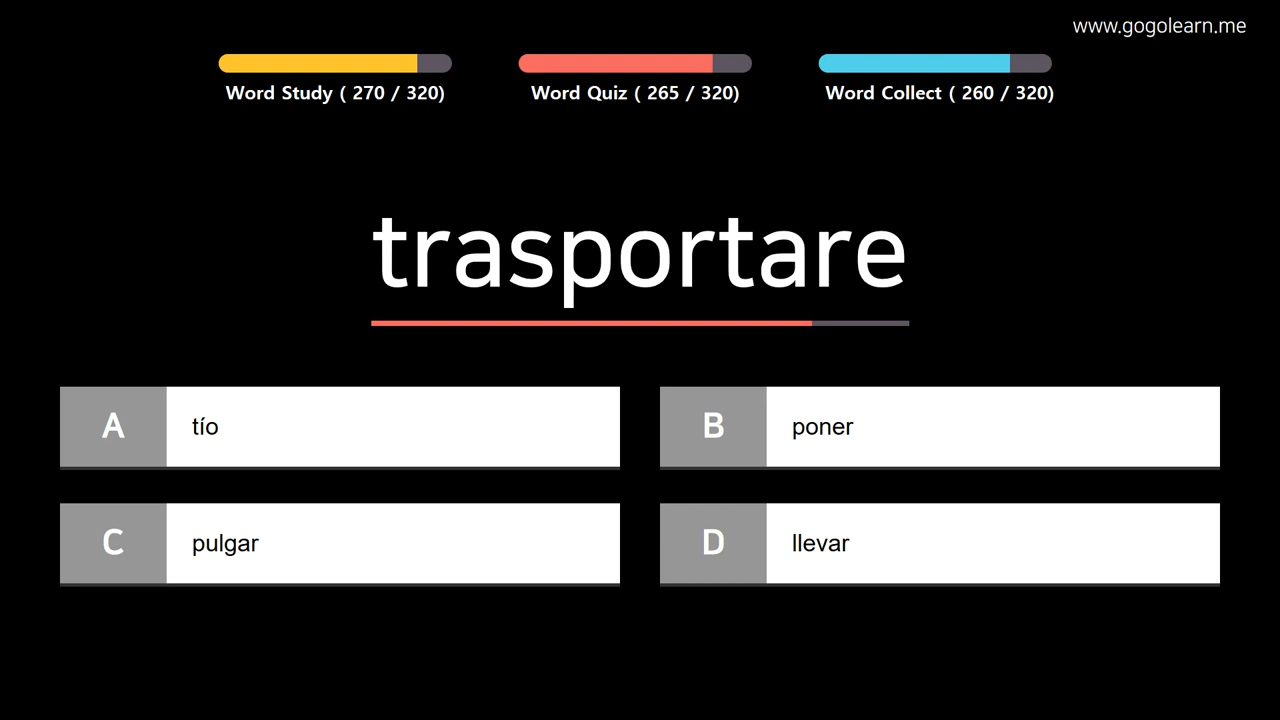 www.gogolearn.me
Word Study ( 270 / 320)
Word Quiz ( 265 / 320)
Word Collect ( 260 / 320)
trasportare
A tío
B poner
C pulgar
D llevar